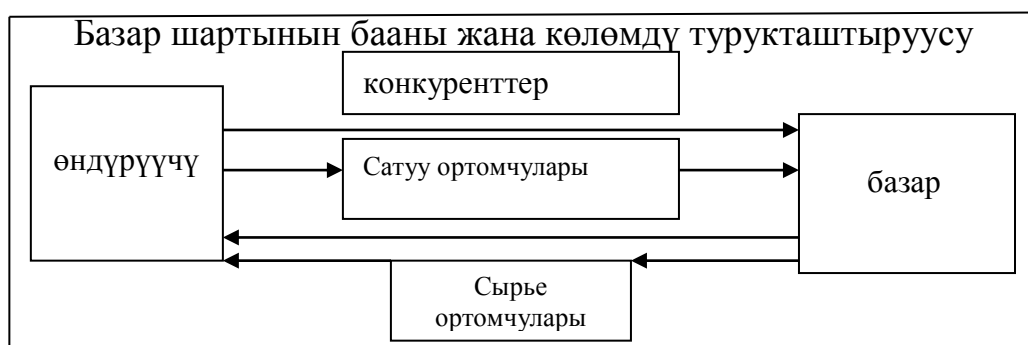 Базар шартынын бааны жана көлөмдү турукташтыруусу
конкуренттер
өндүрүүчү
Сатуу ортомчулары
базар
Сырье
ортомчулары